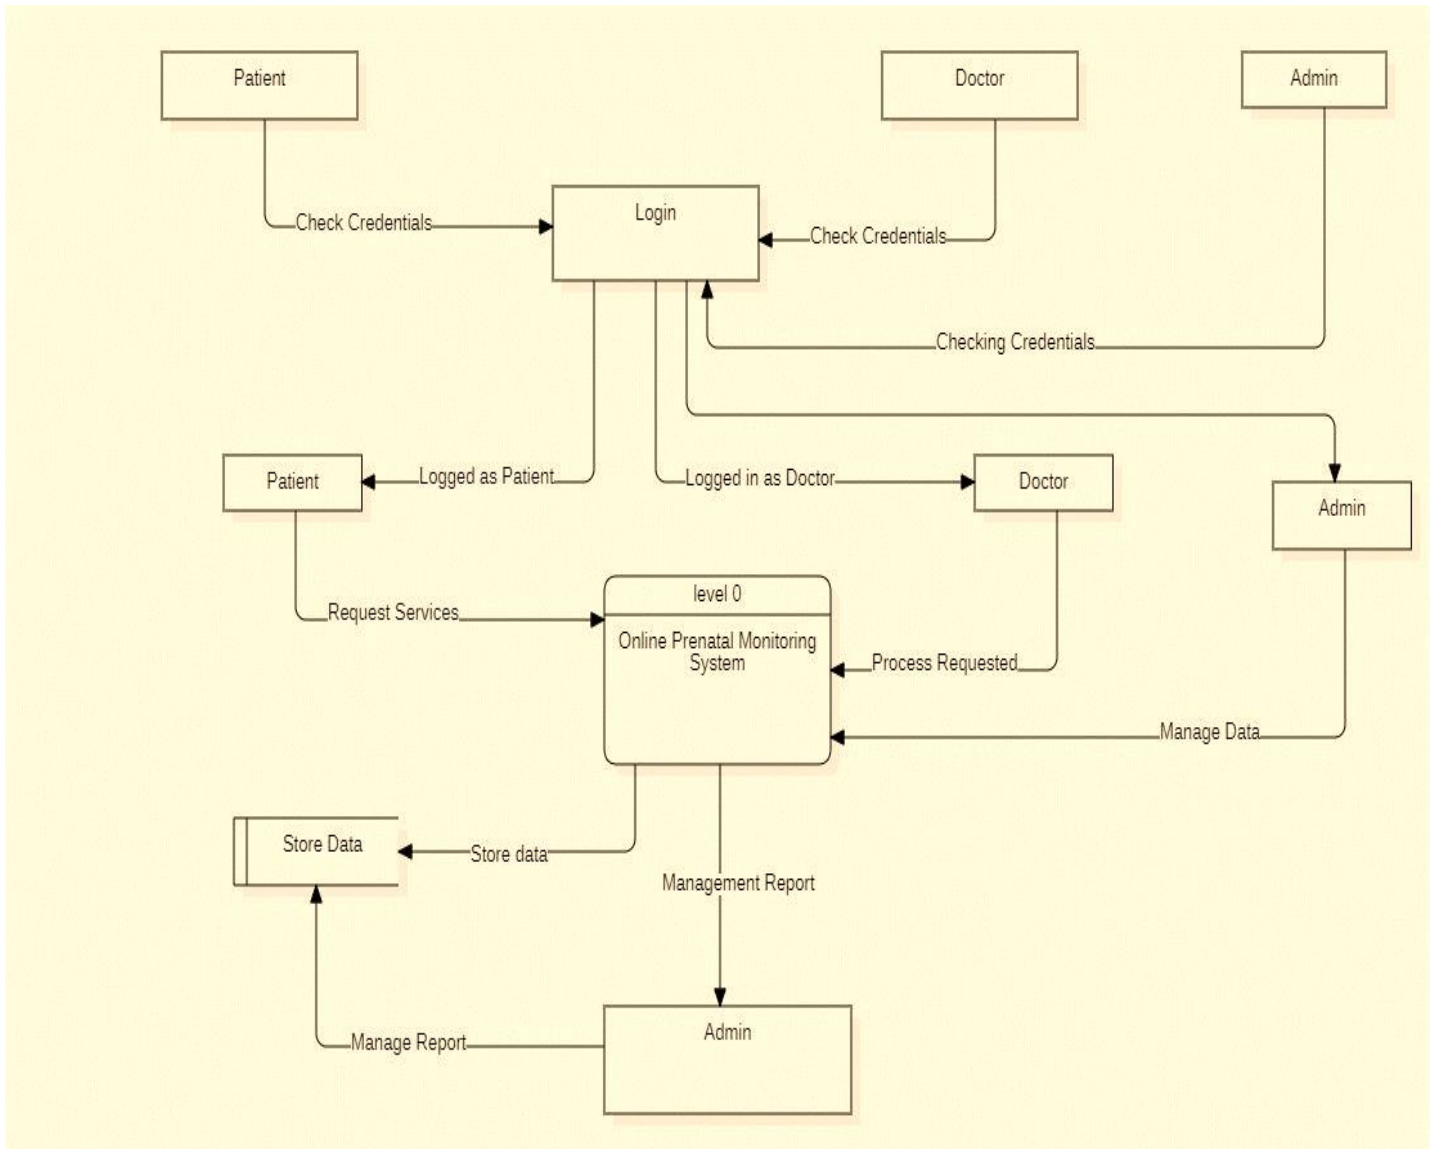 Patient
Doctor
Admin
Login
Check Credentials
Check Credentials
Checking Credentials
Patient
Logged as Patient
Logged in as Doctor
Doctor
Admin
level 0
Request Services
Online Prenatal Monitoring
System
Process Requested
Manage Data
Store Data
Store data
Management Report
Admin
Manage Report